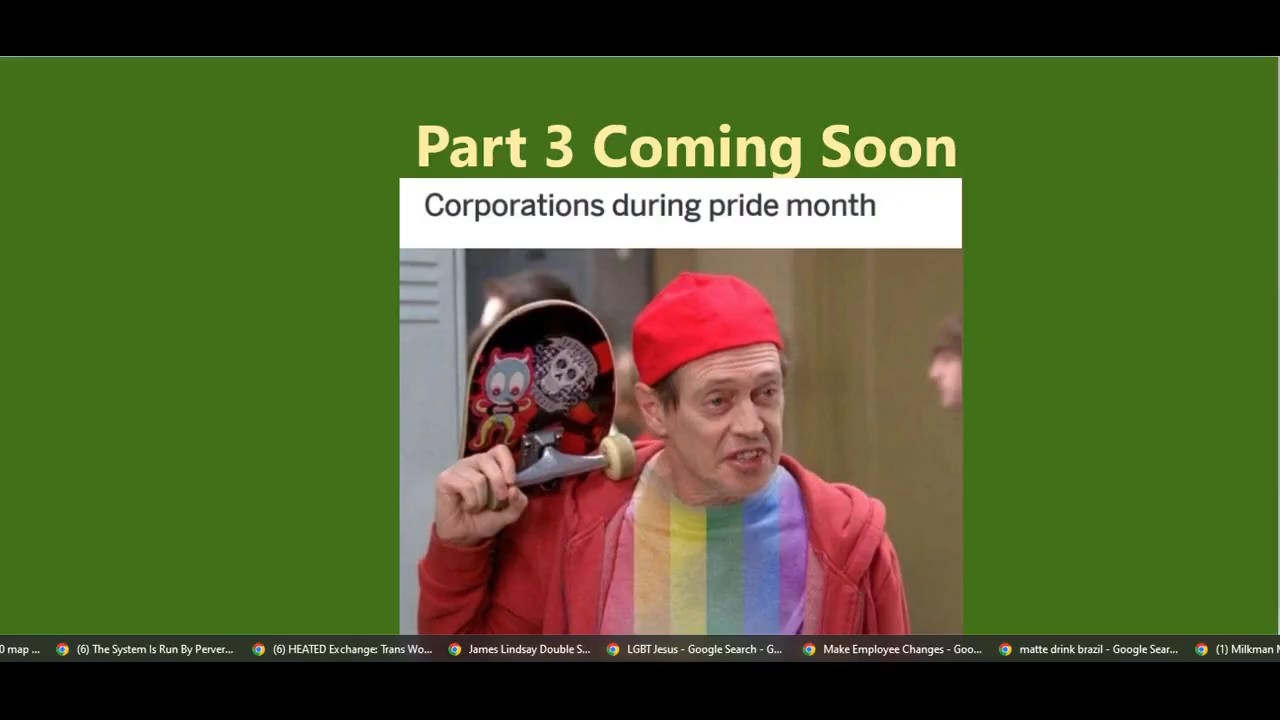 Part 3 Coming Soon
Corporations during pride month
0 map ...
(6) The System Is Run By Perver...
(6) HEATED Exchange: Trans Wo...
James Lindsay Double S...
LGBT Jesus - Google Search - G...
Make Employee Changes - Goo...
matte drink brazil - Google Sear...
(1) Milkman M